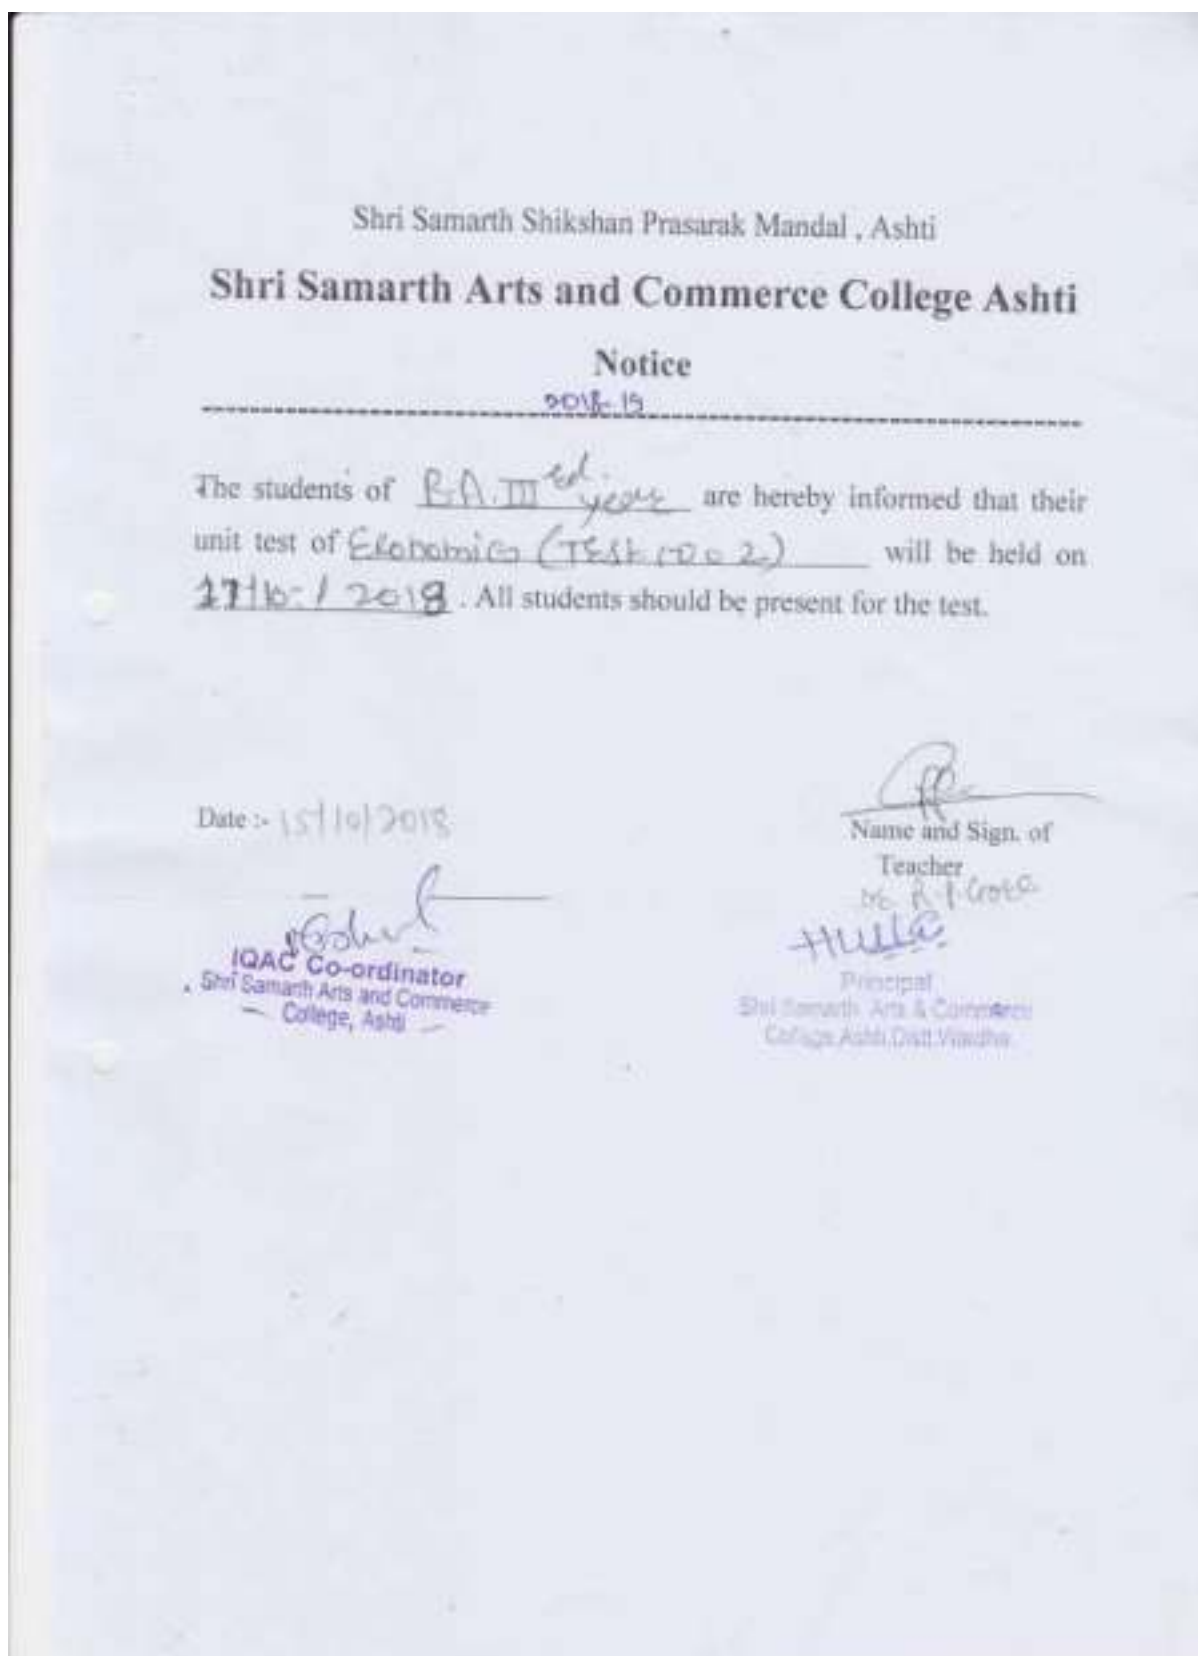 Shri Samarth Shikshan Prasarak Mandal , Ashti
Shri Samarth Arts and Commerce College Ashti
Notice
2018-19
The students of B.A. III rd. year are hereby informed that their
unit test of Economics (Test no 2) will be held on
17/10/2018. All students should be present for the test.
Date :- 15/10/2018
Name and Sign. of
Teacher
IQAC Co-ordinator
Shri Samarth Arts and Commerce
College, Ashti
Principal
Shri Samarth Arts & Commerce
College Ashti Distt.Wardha